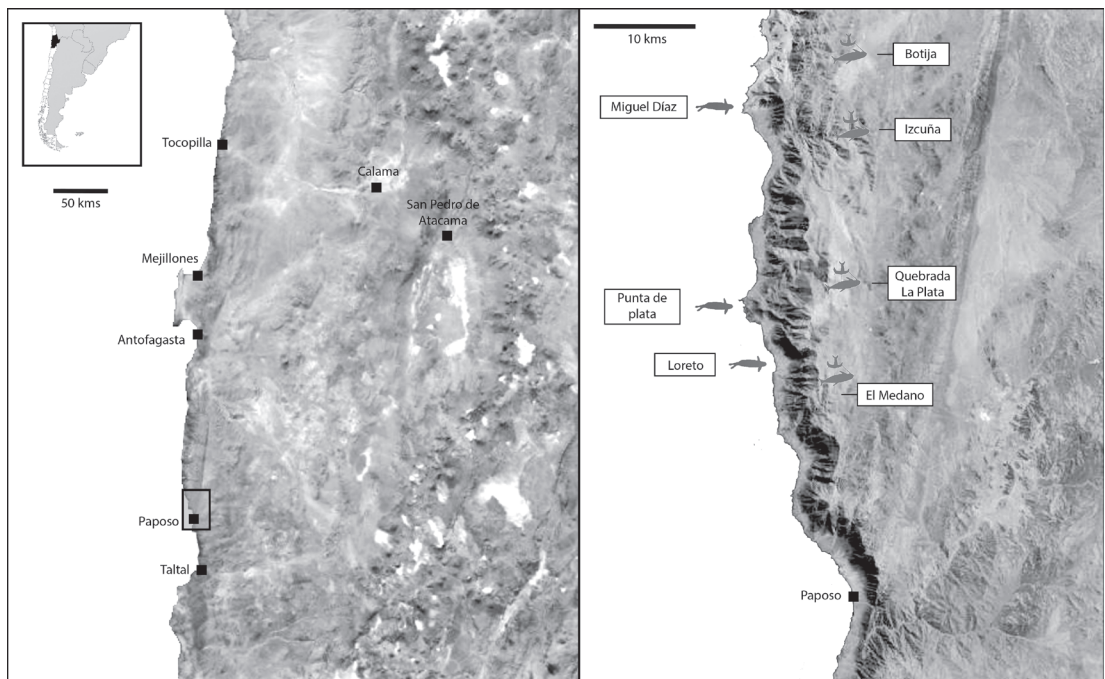 50 kms
Tocopilla
Calama
San Pedro de
Atacama
Mejillones
Antofagasta
Paposo
Taltal
10 kms
Botija
Miguel Díaz
Izcuña
Quebrada
La Plata
Punta de
plata
Loreto
El Medano
Paposo